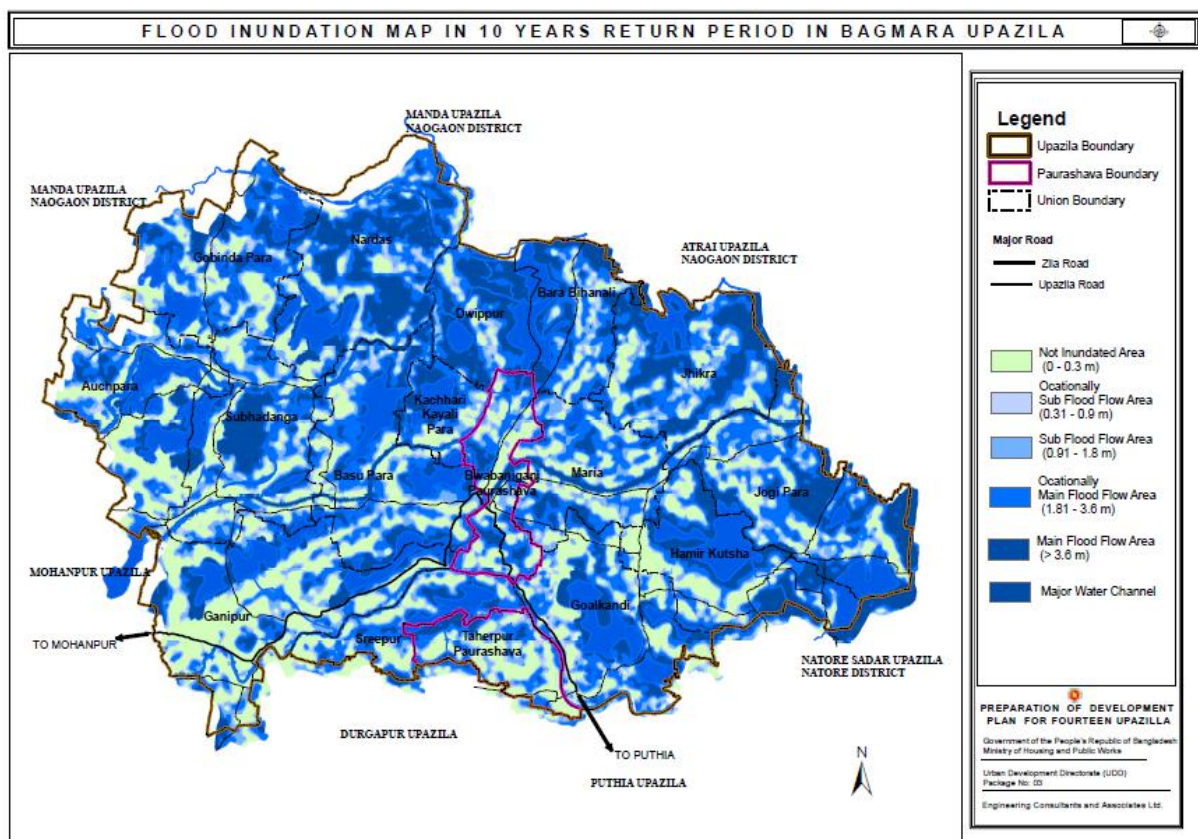 FLOOD INUNDATION MAP IN 10 YEARS RETURN PERIOD IN BAGMARA UPAZILA
MANDA UPAZILA
NAOGAON DISTRICT
MANDA UPAZILA
NAOGAON DISTRICT
ATRAI UPAZILA
NAOGAON DISTRICT
Nardas
Gobinda Para
Bara Bihanali
Dwippur
Jhikra
Auchpara
Subhadanga
Kachhari
Kayali
Para
Basu Para
Bwabaniganj
Paurashava
Maria
Jogi Para
Hamir Kutsha
MOHANPUR UPAZILA
Ganipur
Goalkandi
TO MOHANPUR
Sreepur
Taherpur
Paurashava
NATORE SADAR UPAZILA
NATORE DISTRICT
DURGAPUR UPAZILA
TO PUTHIA
PUTHIA UPAZILA
N
Legend
Upazila Boundary
Paurashava Boundary
Union Boundary
Major Road
Zila Road
Upazila Road
Not Inundated Area
(0 - 0.3 m)
Ocationally
Sub Flood Flow Area
(0.31 - 0.9 m)
Sub Flood Flow Area
(0.91 - 1.8 m)
Ocationally
Main Flood Flow Area
(1.81 - 3.6 m)
Main Flood Flow Area
(> 3.6 m)
Major Water Channel
PREPARATION OF DEVELOPMENT
PLAN FOR FOURTEEN UPAZILLA
Government of the People's Republic of Bangladesh
Ministry of Housing and Public Works
Urban Development Directorate (UDD)
Package No: 03
Engineering Consultants and Associates Ltd.